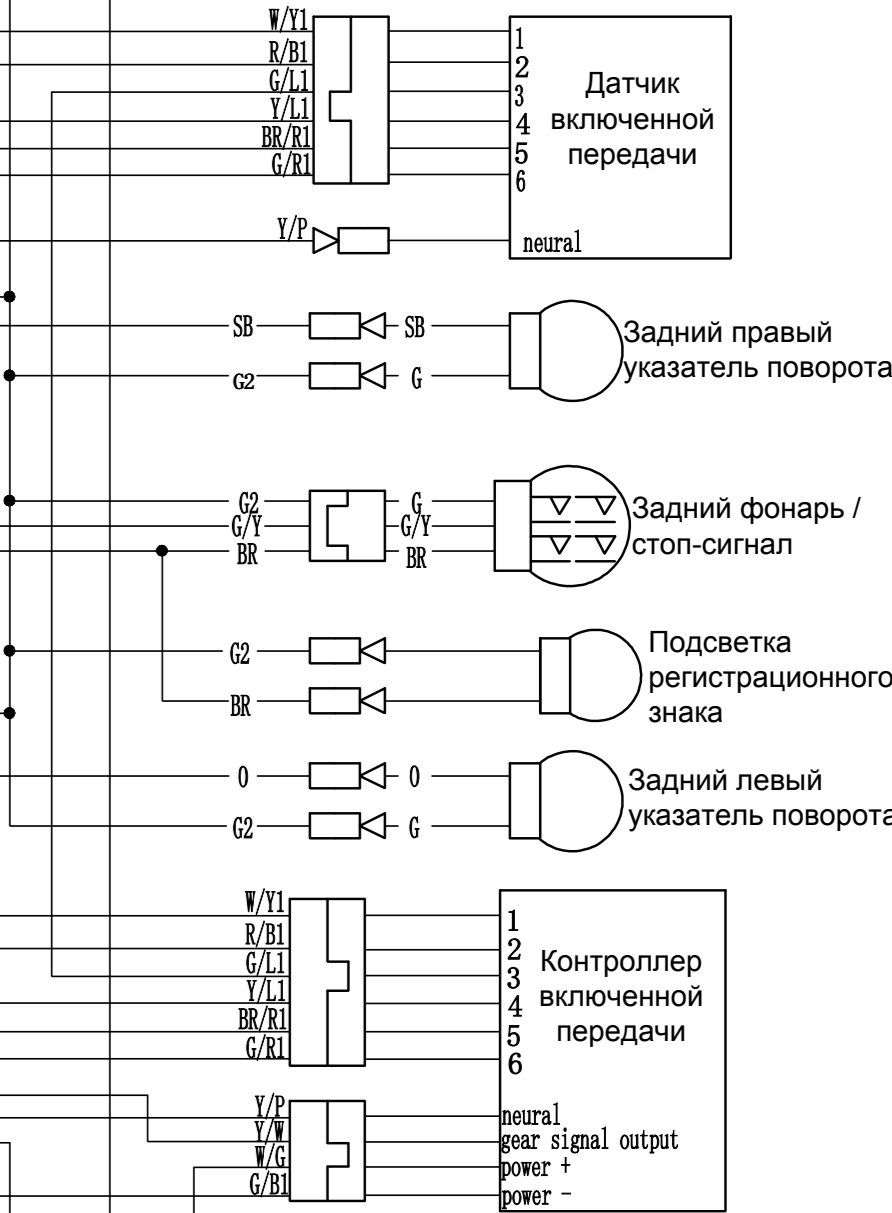 W/Y1
R/B1
G/L1
Y/L1
BR/R1
G/R1
1
2
3
4
5
6
Датчик
включенной
передачи
Y/P
neural
SB
SB
G2
G
Задний правый
указатель поворота
G2
G
G/Y
G/Y
BR
BR
Задний фонарь /
стоп-сигнал
G2
BR
Подсветка
регистрационного
знака
O
O
G2
G
Задний левый
указатель поворота
W/Y1
R/B1
G/L1
Y/L1
BR/R1
G/R1
1
2
3
4
5
6
Контроллер
включенной
передачи
Y/P
Y/W
W/G
G/B1
neural
gear signal output
power +
power -